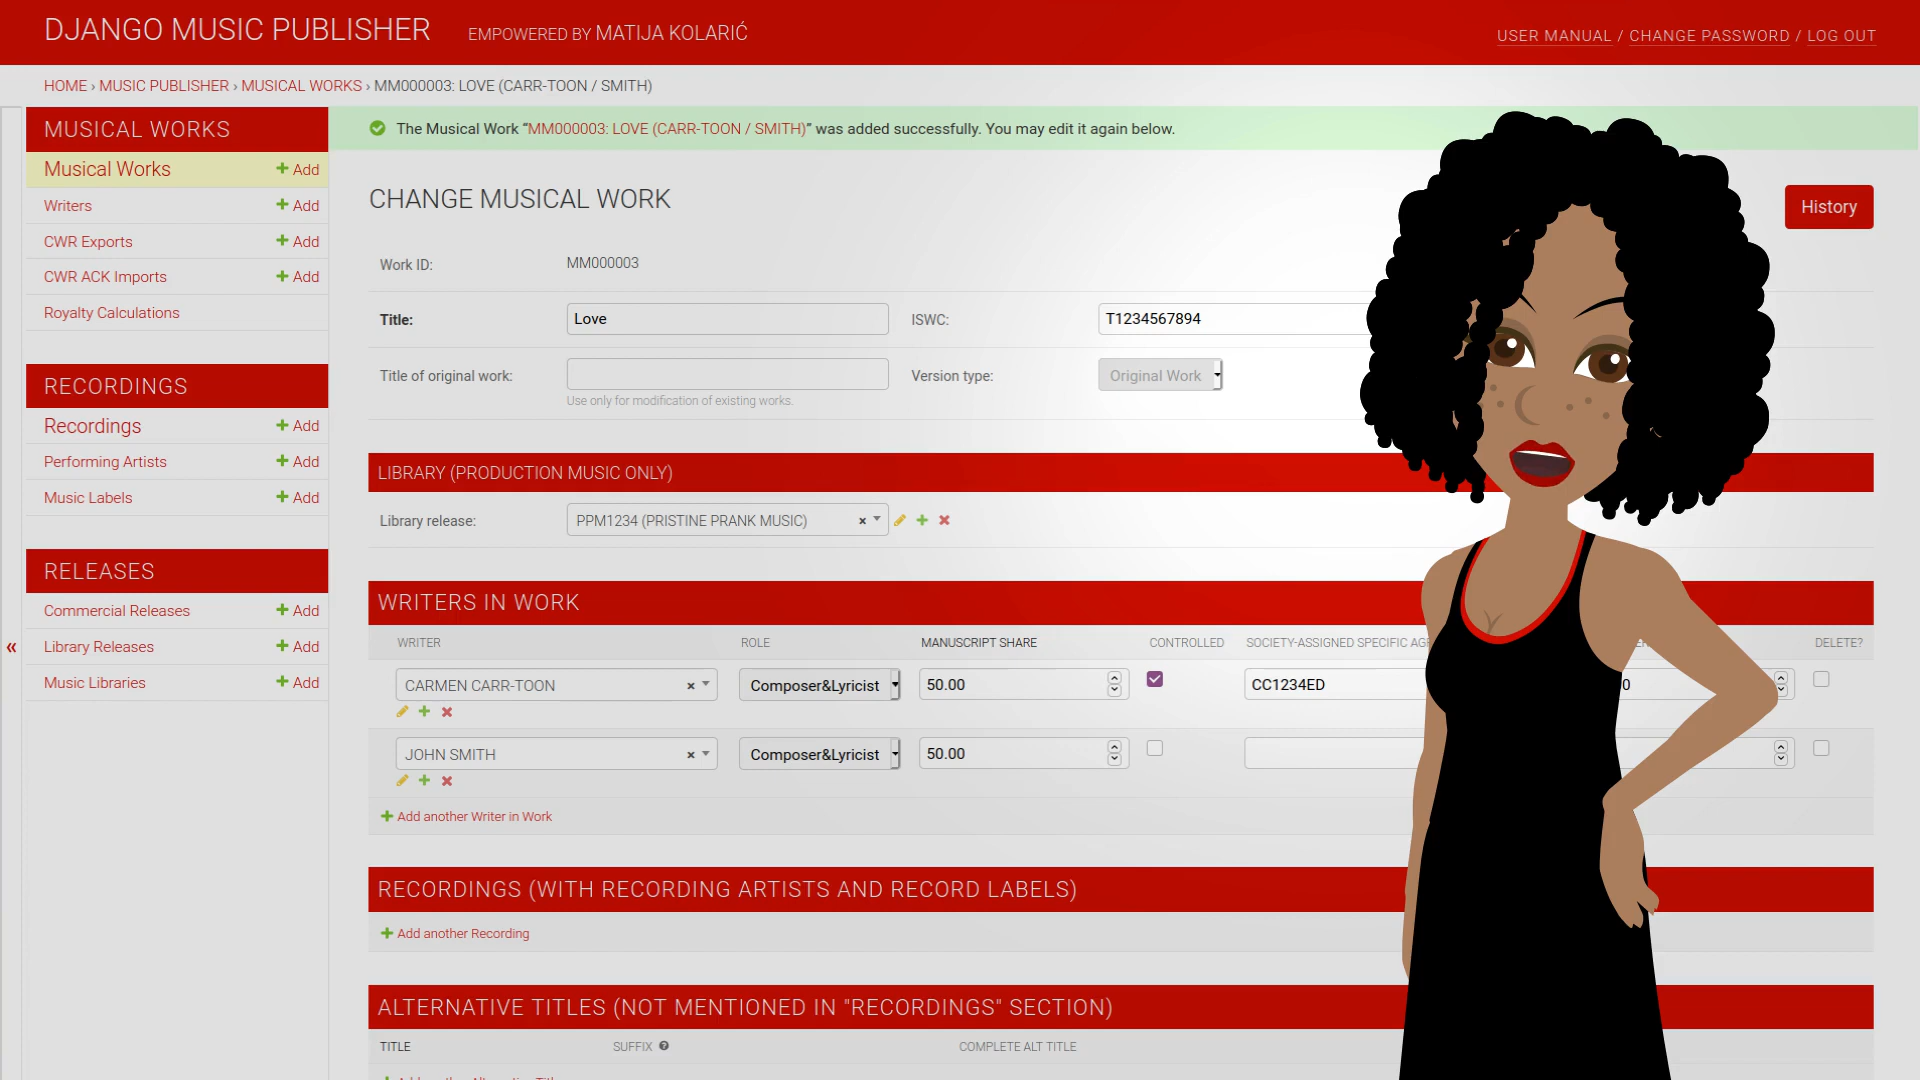 DJANGO MUSIC PUBLISHER EMPOWERED BY MATIJA KOLARIĆ
USER MANUAL / CHANGE PASSWORD / LOG OUT
HOME › MUSIC PUBLISHER › MUSICAL WORKS › MM000003: LOVE (CARR-TOON / SMITH)
MUSICAL WORKS
Musical Works Add
Writers Add
CWR Exports Add
CWR ACK Imports Add
Royalty Calculations
RECORDINGS
Recordings Add
Performing Artists Add
Music Labels Add
RELEASES
Commercial Releases Add
Library Releases Add
Music Libraries Add
«
The Musical Work “MM000003: LOVE (CARR-TOON / SMITH)” was added successfully. You may edit it again below.
CHANGE MUSICAL WORK
History
Work ID: MM000003
Title: Love ISWC: T1234567894
Title of original work: Version type: Original Work
Use only for modification of existing works.
LIBRARY (PRODUCTION MUSIC ONLY)
Library release: PPM1234 (PRISTINE PRANK MUSIC)
WRITERS IN WORK
WRITER ROLE MANUSCRIPT SHARE CONTROLLED SOCIETY-ASSIGNED SPECIFIC DELETE?
CARMEN CARR-TOON Composer&Lyricist 50.00 CC1234ED
JOHN SMITH Composer&Lyricist 50.00
Add another Writer in Work
RECORDINGS (WITH RECORDING ARTISTS AND RECORD LABELS)
Add another Recording
ALTERNATIVE TITLES (NOT MENTIONED IN "RECORDINGS" SECTION)
TITLE SUFFIX COMPLETE ALT TITLE